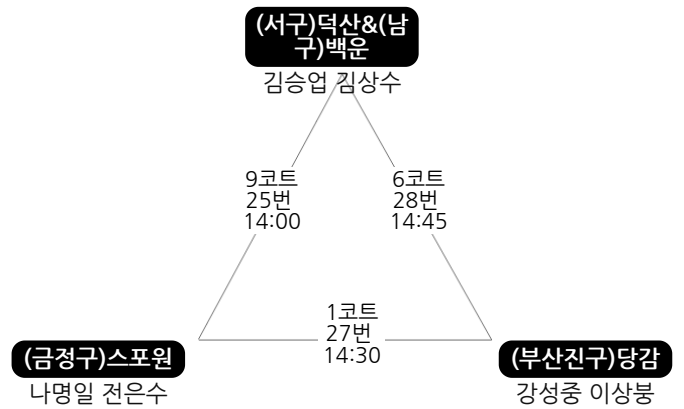 (서구)덕산&(남
구)백운
김승업 김상수
9코트
25번
14:00
6코트
28번
14:45
1코트
27번
14:30
(금정구)스포원
나명일 전은수
(부산진구)당감
강성중 이상붕